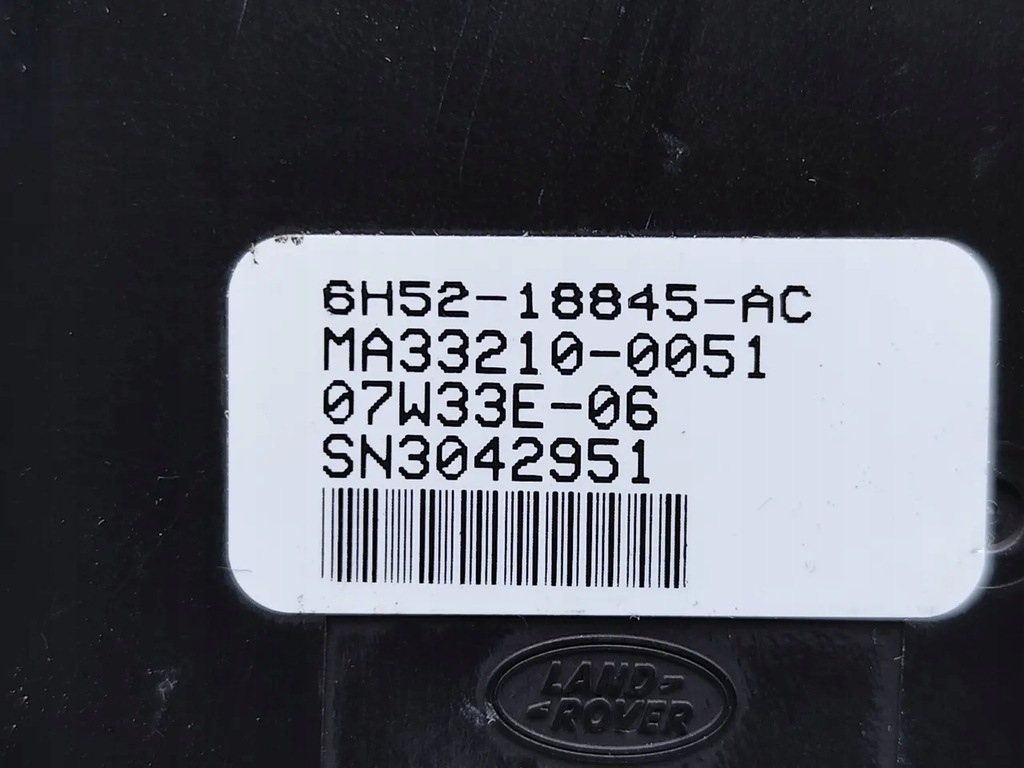 6H52-18845-AC
MA33210-0051
07W33E-06
SN3042951
LAND-
-ROVER